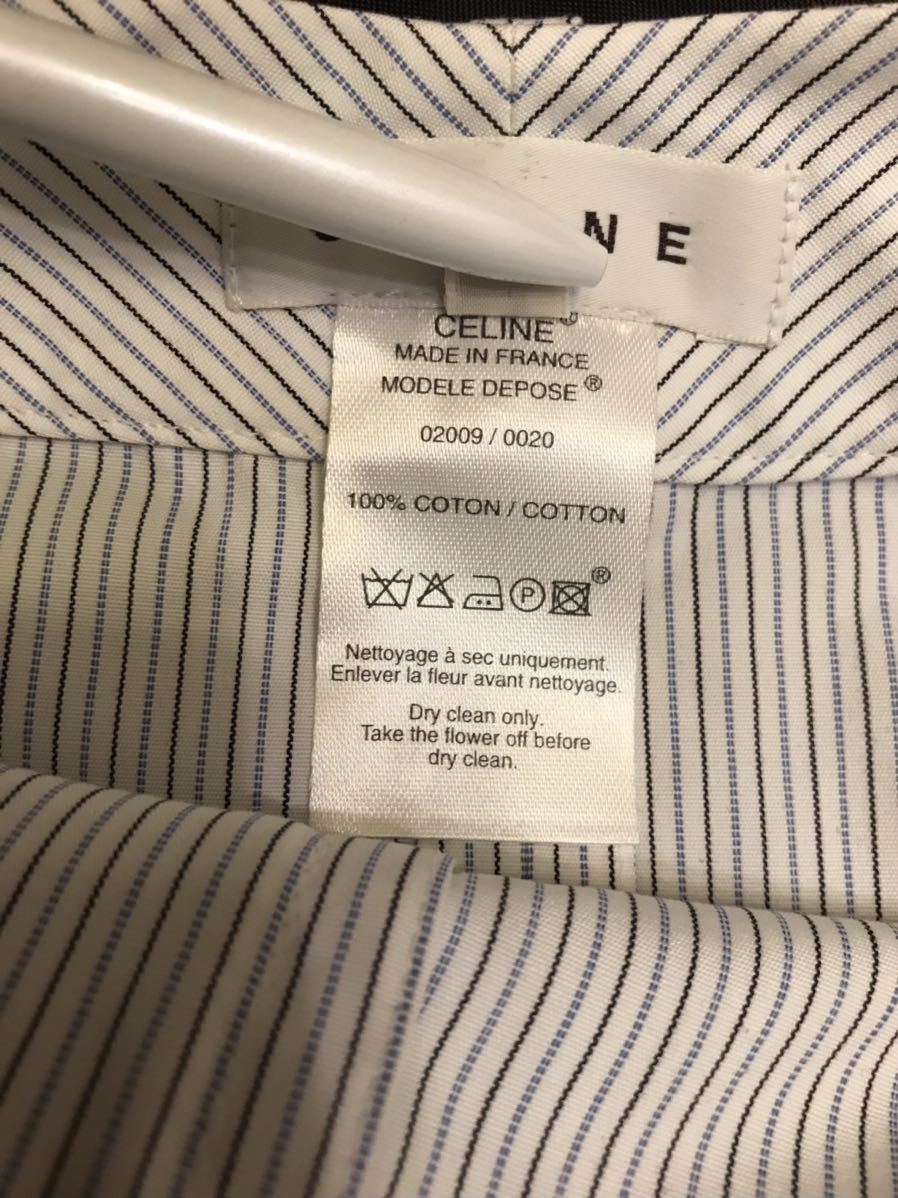 NE
CELINE®
MADE IN FRANCE
MODELE DEPOSE®
02009 / 0020
100% COTON / COTTON
P ®
Nettoyage à sec uniquement.
Enlever la fleur avant nettoyage.
Dry clean only.
Take the flower off before
dry clean.